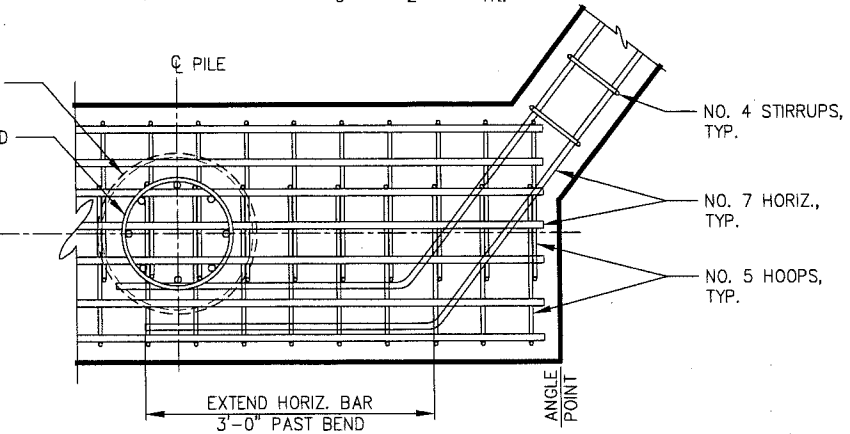 ℄ PILE
D
NO. 4 STIRRUPS,
TYP.
NO. 7 HORIZ.,
TYP.
NO. 5 HOOPS,
TYP.
EXTEND HORIZ. BAR
3'-0" PAST BEND
ANGLE
POINT